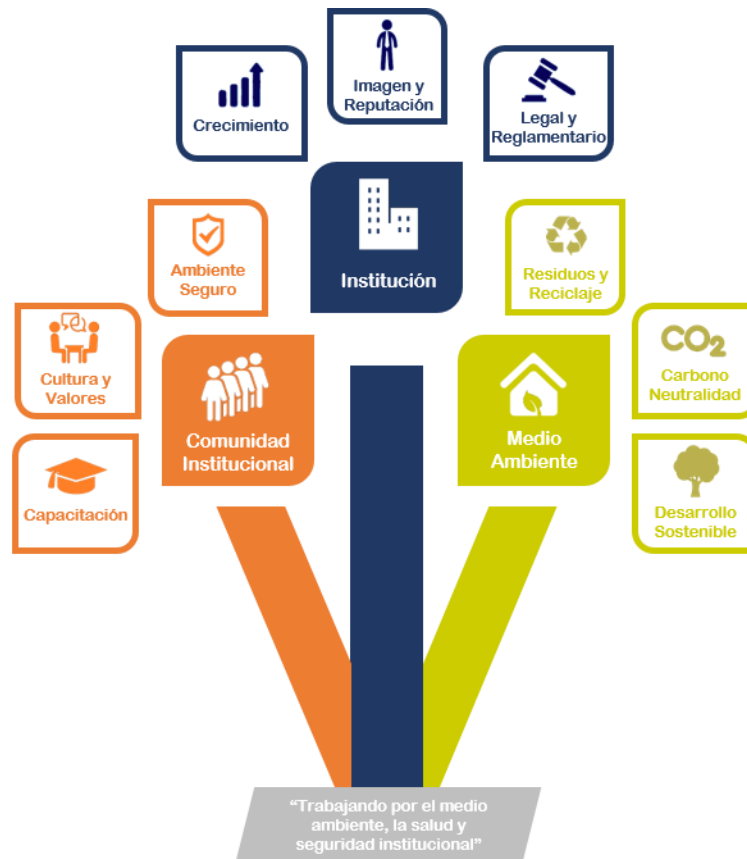 Imagen y
Reputación
Crecimiento
Legal y
Reglamentario
Institución
Ambiente
Seguro
Residuos y
Reciclaje
Cultura y
Valores
CO2
Carbono
Neutralidad
Comunidad
Institucional
Medio
Ambiente
Capacitación
Desarrollo
Sostenible
“Trabajando por el medio
ambiente, la salud y
seguridad institucional”